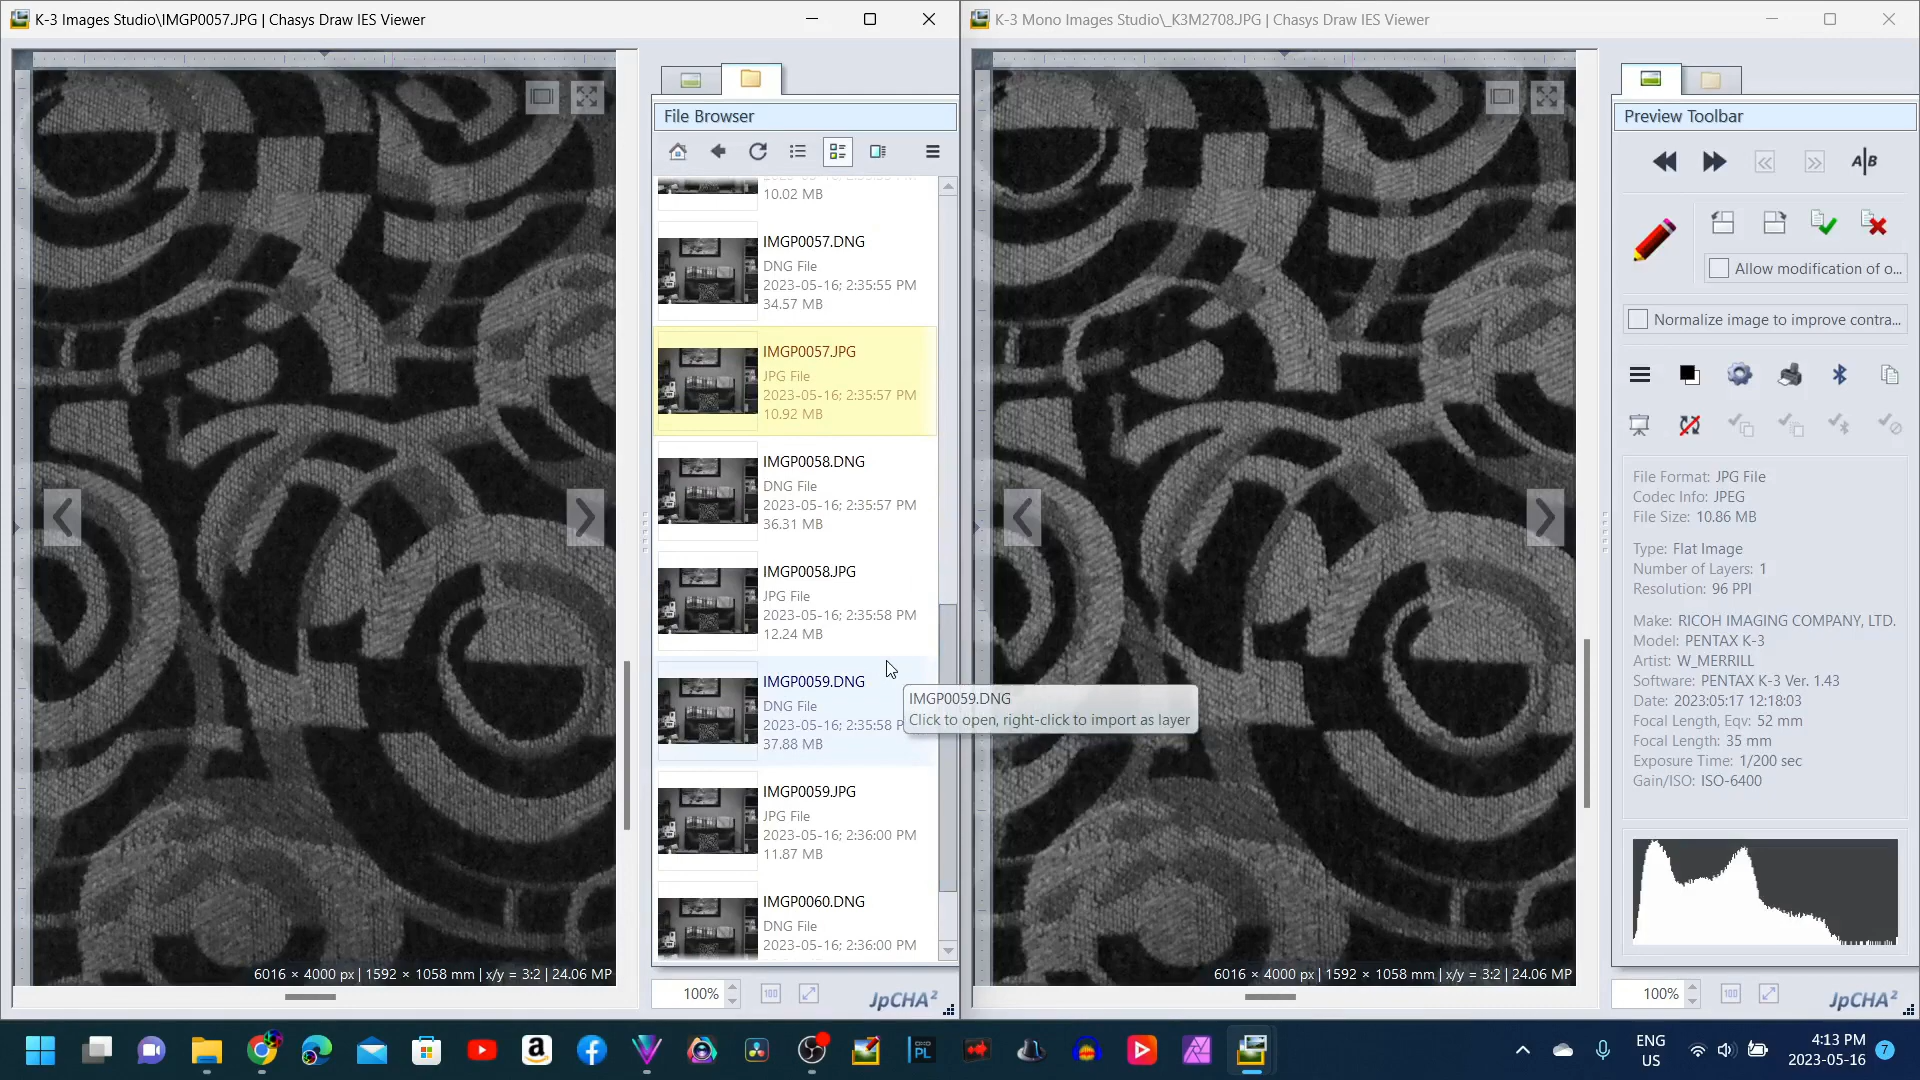 K-3 Images Studio\IMGP0057.JPG | Chasys Draw IES Viewer
File Browser
10.02 MB
IMGP0057.DNG
DNG File
2023-05-16; 2:35:55 PM
34.57 MB
IMGP0057.JPG
JPG File
2023-05-16; 2:35:57 PM
10.92 MB
IMGP0058.DNG
DNG File
2023-05-16; 2:35:57 PM
36.31 MB
IMGP0058.JPG
JPG File
2023-05-16; 2:35:58 PM
12.24 MB
IMGP0059.DNG
DNG File
2023-05-16; 2:35:58 P
37.88 MB
IMGP0059.DNG
Click to open, right-click to import as layer
IMGP0059.JPG
JPG File
2023-05-16; 2:36:00 PM
11.87 MB
IMGP0060.DNG
DNG File
2023-05-16; 2:36:00 PM
6016 × 4000 px | 1592 × 1058 mm | x/y = 3:2 | 24.06 MP
100%
100
JpCHA²
K-3 Mono Images Studio\_K3M2708.JPG | Chasys Draw IES Viewer
Preview Toolbar
A|B
Allow modification of o...
Normalize image to improve contra...
File Format: JPG File
Codec Info: JPEG
File Size: 10.86 MB
Type: Flat Image
Number of Layers: 1
Resolution: 96 PPI
Make: RICOH IMAGING COMPANY, LTD.
Model: PENTAX K-3
Artist: W_MERRILL
Software: PENTAX K-3 Ver. 1.43
Date: 2023:05:17 12:18:03
Focal Length, Eqv: 52 mm
Focal Length: 35 mm
Exposure Time: 1/200 sec
Gain/ISO: ISO-6400
6016 × 4000 px | 1592 × 1058 mm | x/y = 3:2 | 24.06 MP
100%
100
JpCHA²
PL
ENG
US
4:13 PM
2023-05-16
7